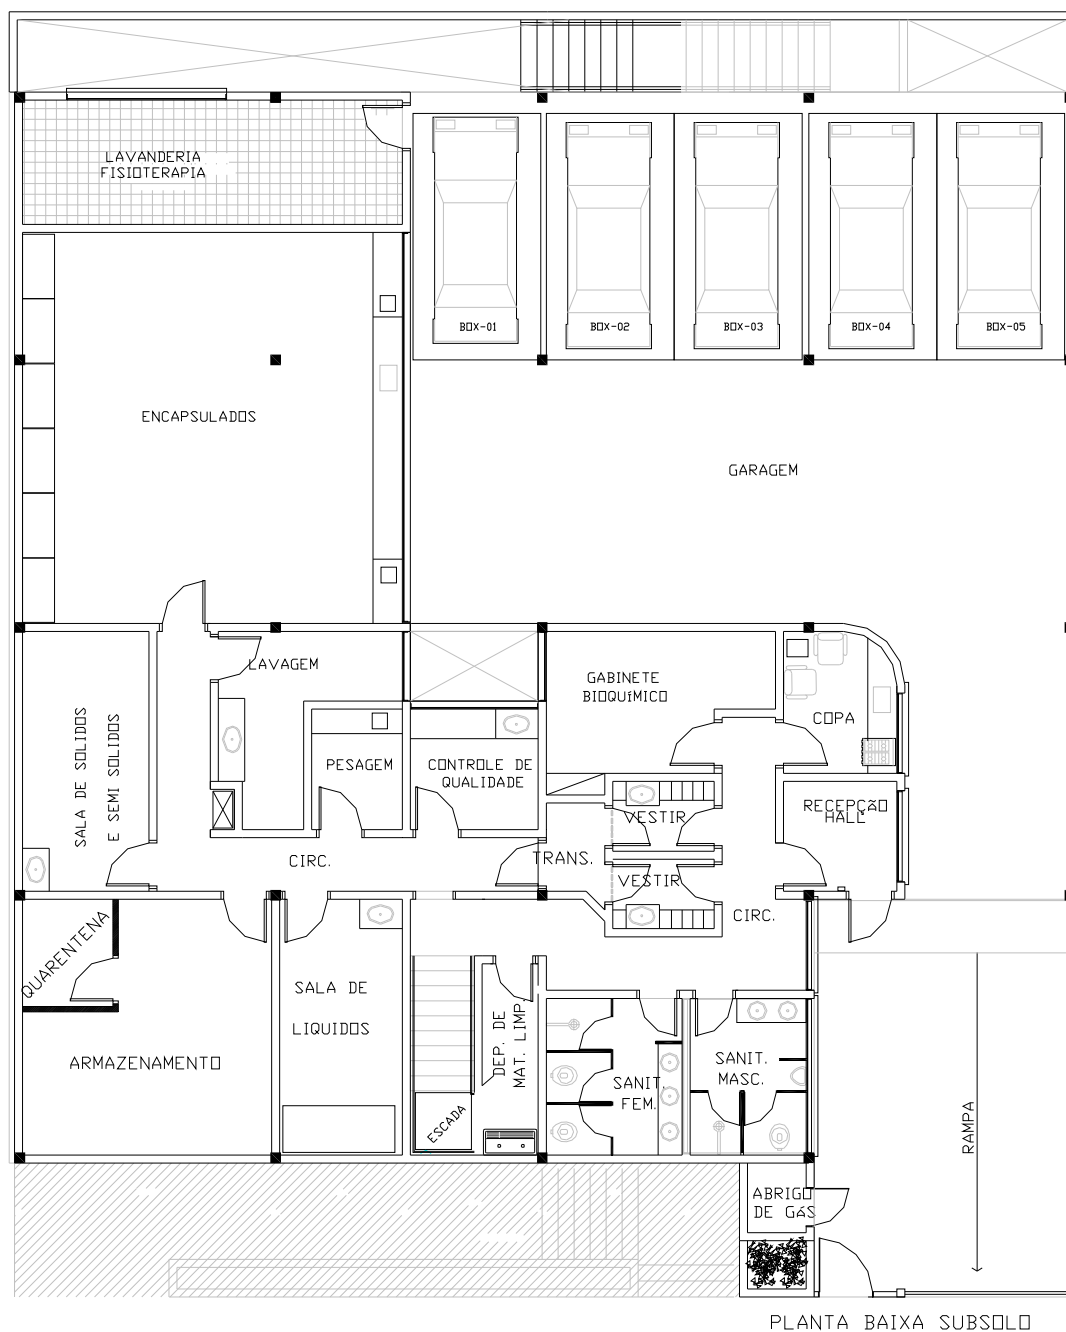 LAVANDERIA
FISIOTERAPIA
BOX-01
BOX-02
BOX-03
BOX-04
BOX-05
ENCAPSULADOS
GARAGEM
LAVAGEM
GABINETE
BIOQUÍMICO
COPA
SALA DE SOLIDOS
E SEMI SOLIDOS
PESAGEM
CONTROLE DE
QUALIDADE
RECEPÇÃO
HALL
VESTIR
CIRC.
TRANS.
VESTIR
CIRC.
QUARENTENA
SALA DE
LIQUIDOS
DEP. DE
MAT. LIMP.
ARMAZENAMENTO
SANIT.
FEM.
SANIT.
MASC.
ESCADA
RAMPA
ABRIGO
DE GÁS
PLANTA BAIXA SUBSOLO